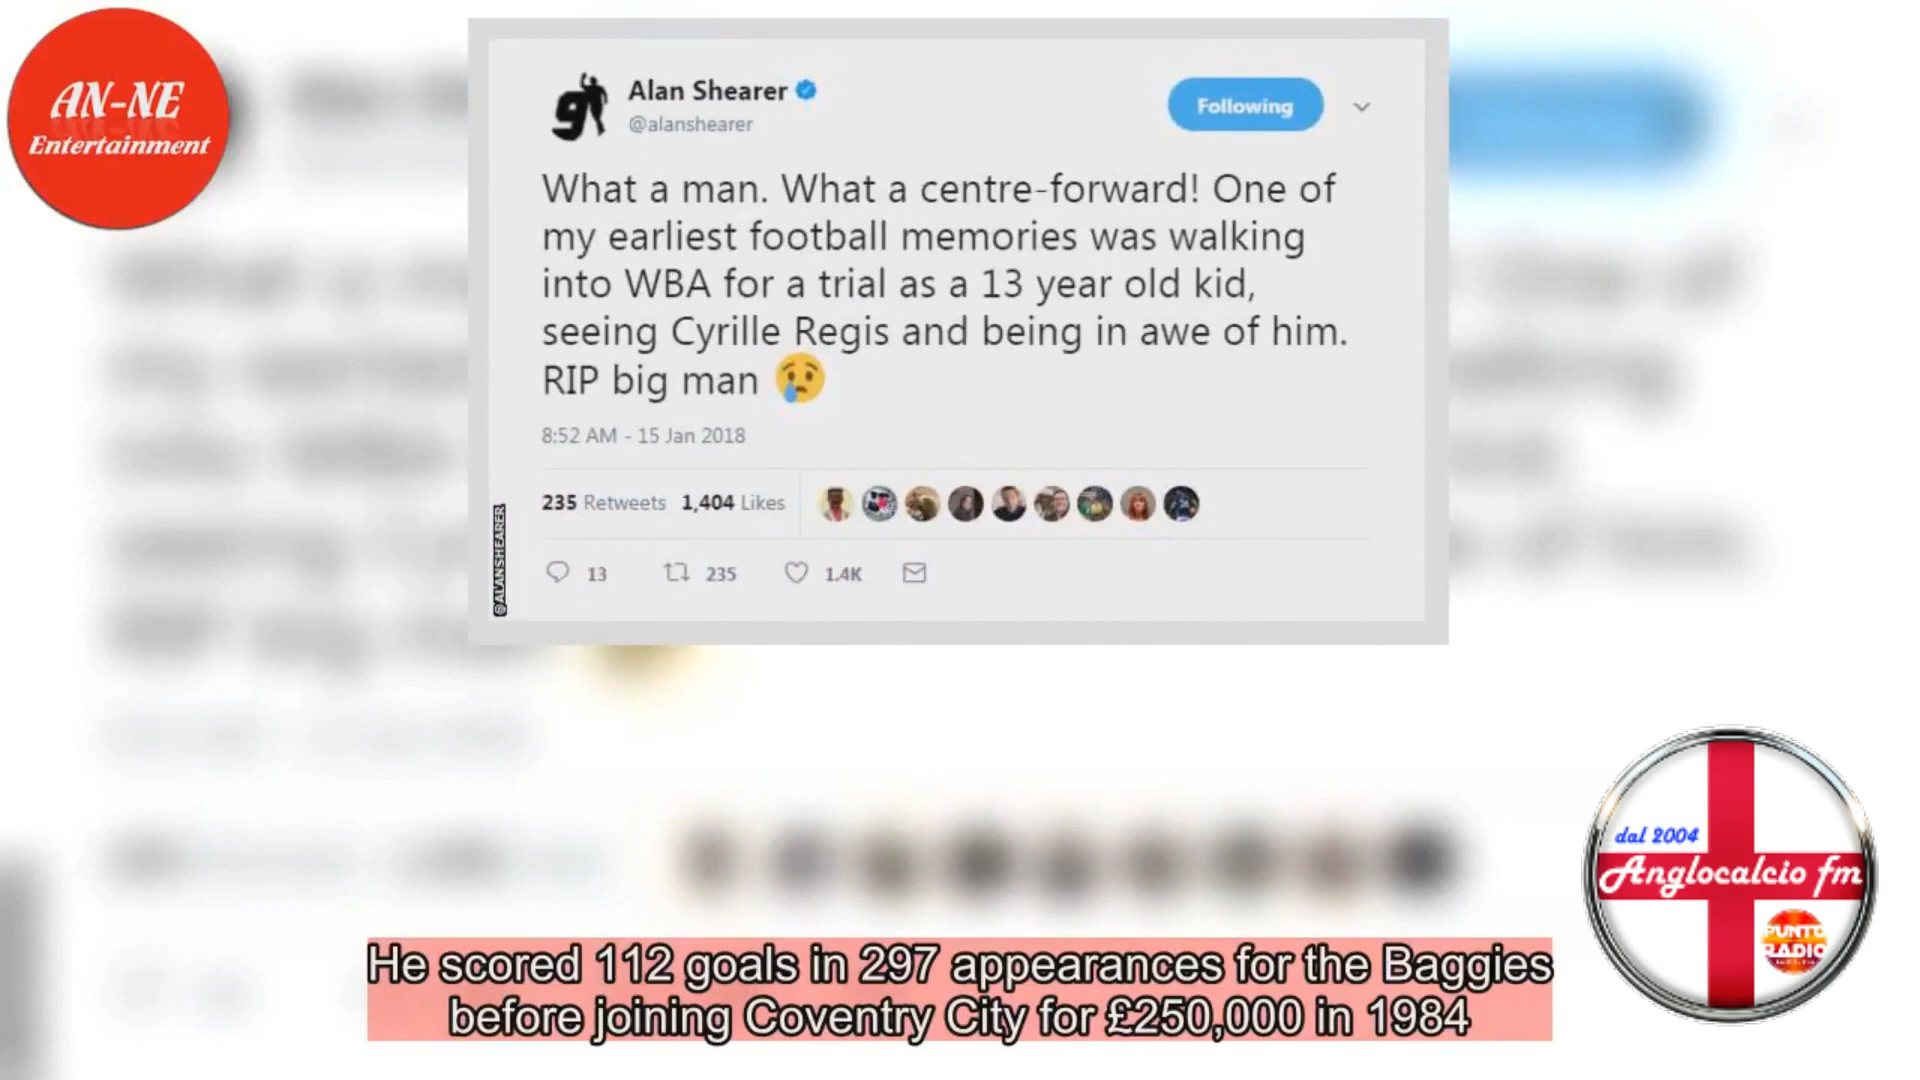 AN-NE
Entertainment
Alan Shearer
@alanshearer
Following
What a man. What a centre-forward! One of
my earliest football memories was walking
into WBA for a trial as a 13 year old kid,
seeing Cyrille Regis and being in awe of him.
RIP big man 😢
8:52 AM - 15 Jan 2018
235 Retweets 1,404 Likes
13 235 1.4K
@ALANSHEARER
dal 2004
Anglocalcio fm
PUNTO
RADIO
He scored 112 goals in 297 appearances for the Baggies
before joining Coventry City for £250,000 in 1984